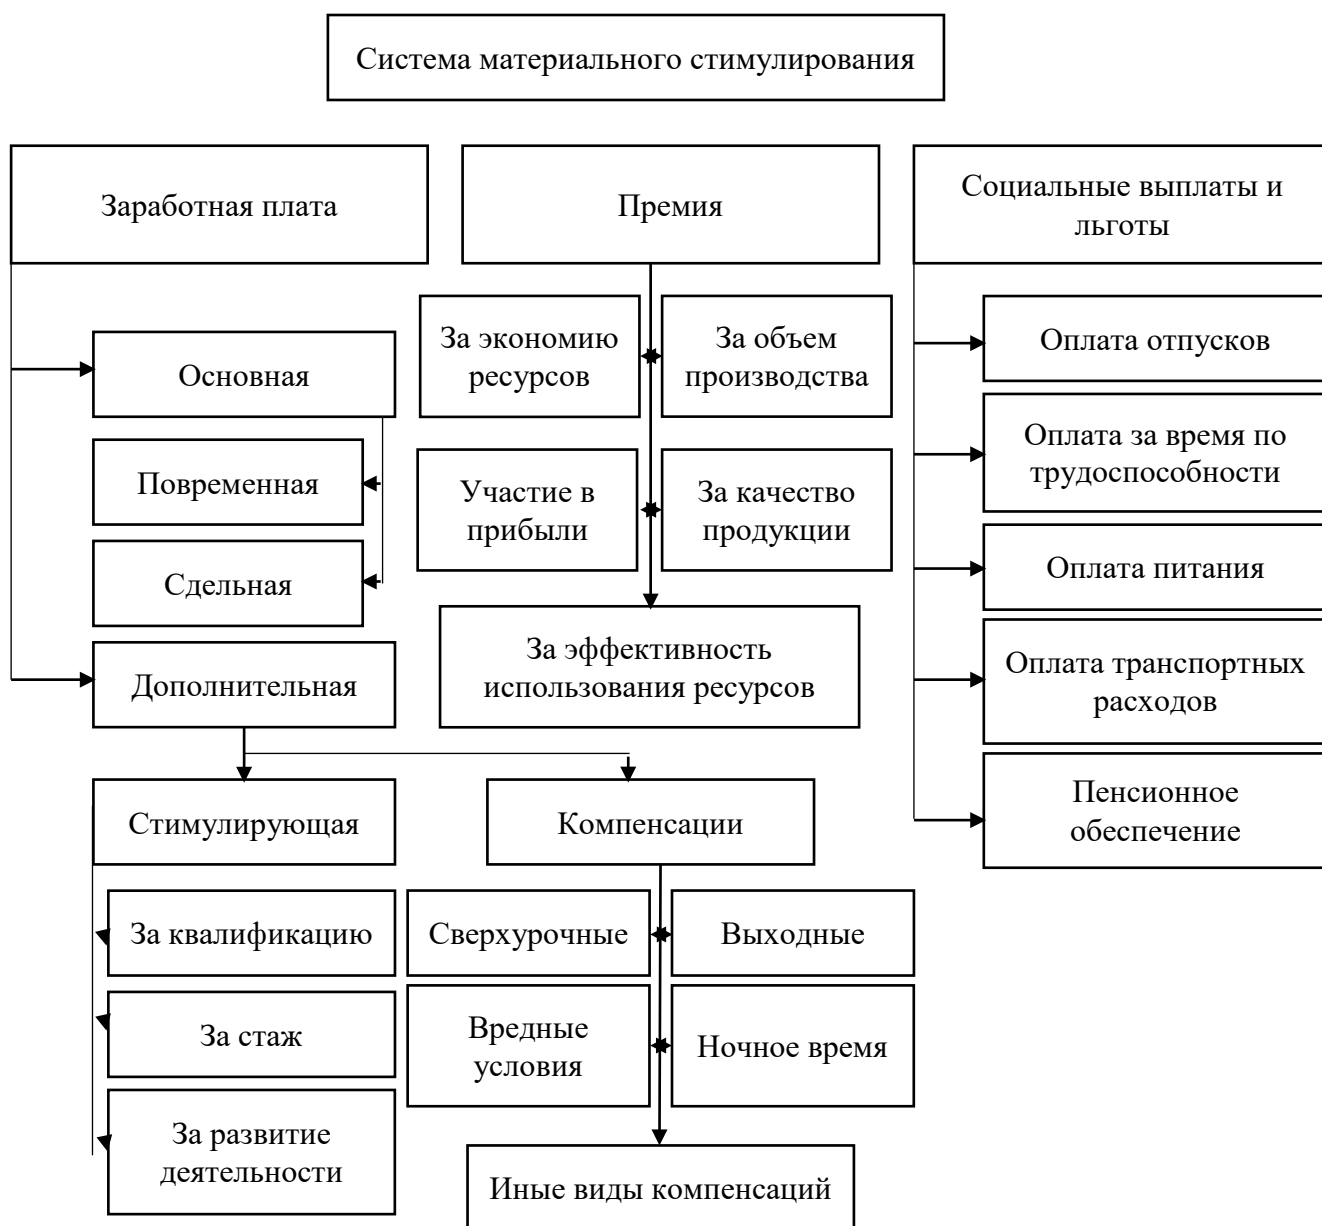 Система материального стимулирования
Заработная плата
Премия
Социальные выплаты и
льготы
За экономию
ресурсов
За объем
производства
Оплата отпусков
Основная
Оплата за время по
трудоспособности
Повременная
Участие в
прибыли
За качество
продукции
Сдельная
Оплата питания
Дополнительная
За эффективность
использования ресурсов
Оплата транспортных
расходов
Стимулирующая
Компенсации
Пенсионное
обеспечение
За квалификацию
Сверхурочные
Выходные
За стаж
Вредные
условия
Ночное время
За развитие
деятельности
Иные виды компенсаций